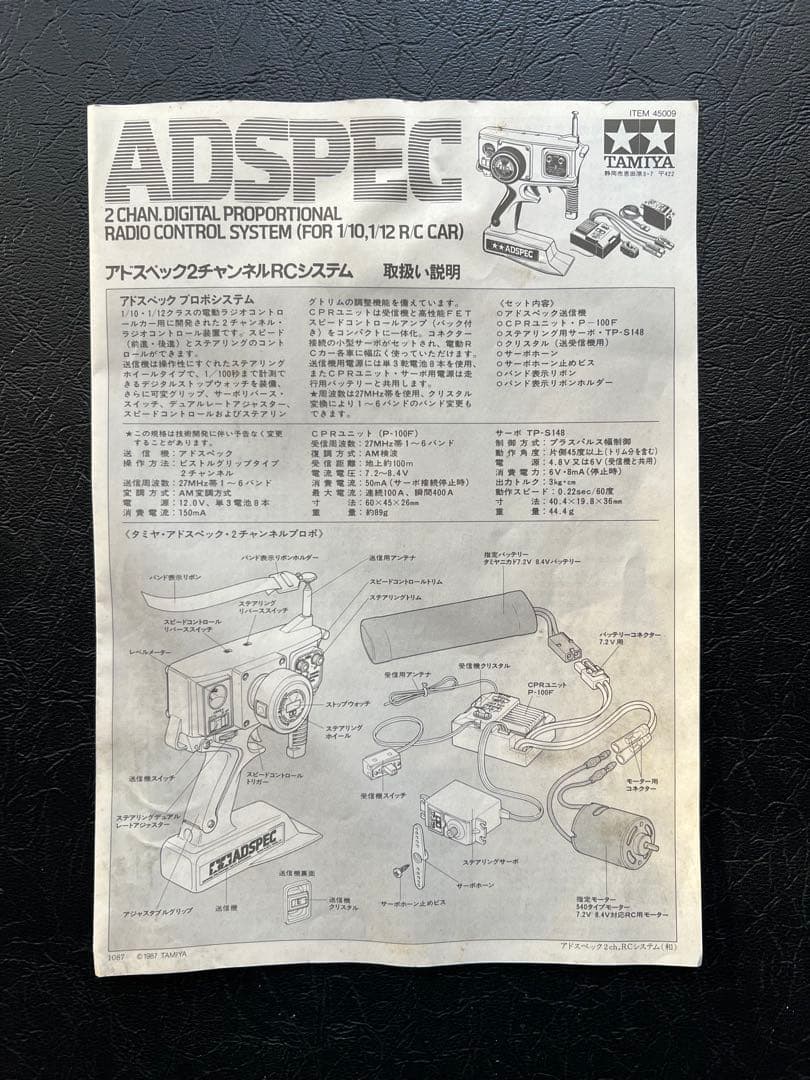 ITEM 45009
ADSPEC
TAMIYA
静岡市恩田原3-7 〒422
2 CHAN. DIGITAL PROPORTIONAL
RADIO CONTROL SYSTEM (FOR 1/10,1/12 R/C CAR)
★★ADSPEC
アドスペック2チャンネルRCシステム 取扱い説明
アドスペック プロポシステム
1/10・1/12クラスの電動ラジオコントロ
ールカー用に開発された2チャンネル・
ラジオコントロール装置です。スピード
(前進・後進)とステアリングのコント
ロールができます。
送信機は操作性にすぐれたステアリング
ホイールタイプで、1/100秒まで計測で
きるデジタルストップウォッチを装備、
さらに可変グリップ、サーボリバース・
スイッチ、デュアルレートアジャスター、
スピードコントロールおよびステアリン
グトリムの調整機能を備えています。
CPRユニットは受信機と高性能FET
スピードコントロールアンプ(バック付
き)をコンパクトに一体化。コネクター
接続の小型サーボがセットされ、電動R
Cカー各車に幅広く使っていただけます。
送信機用電源には単3乾電池8本を使用、
またCPRユニット・サーボ用電源は走
行用バッテリーと共用します。
★周波数は27MHz帯を使用、クリスタル
変換により1~6バンドのバンド変更も
できます。
〈セット内容〉
○アドスペック送信機
○CPRユニット・P-100F
○ステアリング用サーボ・TP-S148
○クリスタル(送受信機用)
○サーボホーン
○サーボホーン止めビス
○バンド表示リボン
○バンド表示リボンホルダー
★この規格は技術開発に伴い予告なく変更
することがあります。
送信機:アドスペック
操作方式:ピストルグリップタイプ
2チャンネル
送信周波数:27MHz帯1~6バンド
変調方式:AM変調方式
電源:12.0V、単3電池8本
消費電流:150mA
CPRユニット(P-100F)
受信周波数:27MHz帯1~6バンド
復調方式:AM検波
受信距離:地上約100m
電流電圧:7.2~8.4V
消費電流:50mA(サーボ接続停止時)
最大電流:連続100A、瞬間400A
寸法:60×45×26mm
重量:約89g
サーボ TP-S148
制御方式:プラスパルス幅制御
動作角度:片側45度以上(トリム分を含む)
電源:4.8V又は6V(受信機と共用)
消費電力:6V・8mA(停止時)
出力トルク:3kg・cm
動作スピード:0.22sec/60度
寸法:40.4×19.8×36mm
重量:44.4g
〈タミヤ・アドスペック・2チャンネルプロポ〉
バンド表示リボンホルダー
送信用アンテナ
バンド表示リボン
スピードコントロールトリム
ステアリング
リバーススイッチ
ステアリングトリム
スピードコントロール
リバーススイッチ
レベルメーター
指定バッテリー
タミヤニカド7.2V 8.4Vバッテリー
バッテリーコネクター
7.2V用
受信機クリスタル
受信用アンテナ
CPRユニット
P-100F
ストップウォッチ
ステアリング
ホイール
スピードコントロール
トリガー
送信機スイッチ
受信機スイッチ
モーター用
コネクター
ステアリングデュアル
レートアジャスター
ステアリングサーボ
サーボホーン
サーボホーン止めビス
★★ADSPEC
送信機裏面
送信機
クリスタル
アジャスタブルグリップ
送信機
指定モーター
540タイプモーター
7.2V 8.4V対応RC用モーター
1087 ©1987 TAMIYA
アドスペック2ch.RCシステム(和)